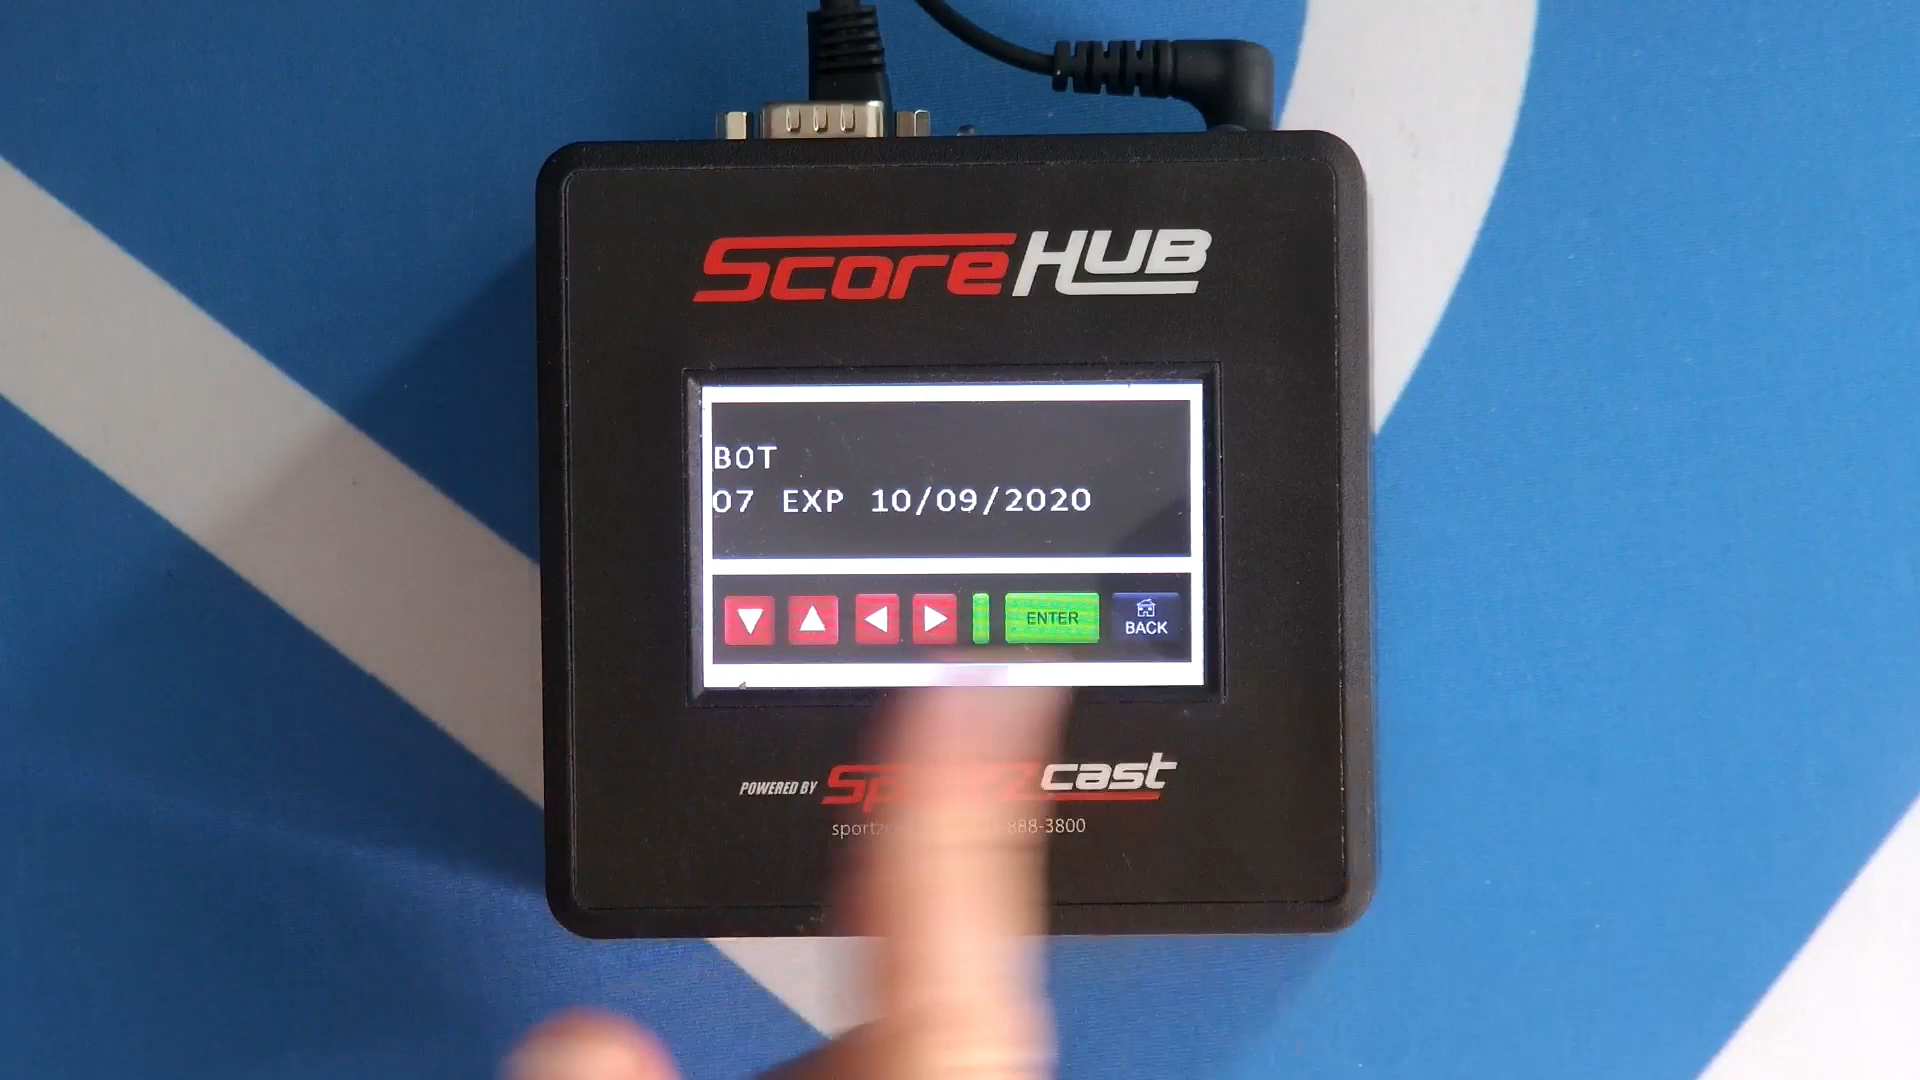 ScoreHUB
BOT
07 EXP 10/09/2020
ENTER
BACK
POWERED BY
cast
888-3800